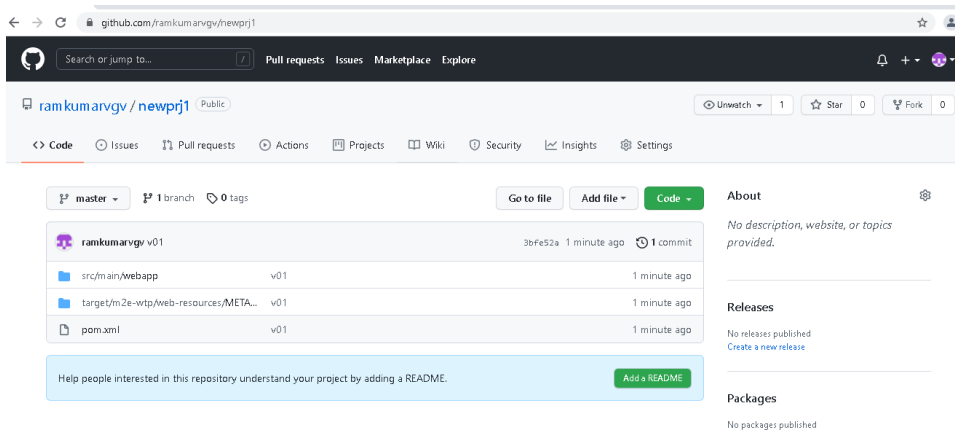 github.com/ramkumarvgv/newprj1
Search or jump to... / Pull requests Issues Marketplace Explore
ramkumarvgv / newprj1 Public Unwatch 1 Star 0 Fork 0
<> Code Issues Pull requests Actions Projects Wiki Security Insights Settings
master 1 branch 0 tags Go to file Add file Code About
No description, website, or topics
provided.
ramkumarvgv v01 3bfe52a 1 minute ago 1 commit
src/main/webapp v01 1 minute ago
target/m2e-wtp/web-resources/META... v01 1 minute ago
pom.xml v01 1 minute ago
Releases
No releases published
Create a new release
Help people interested in this repository understand your project by adding a README. Add a README
Packages
No packages published